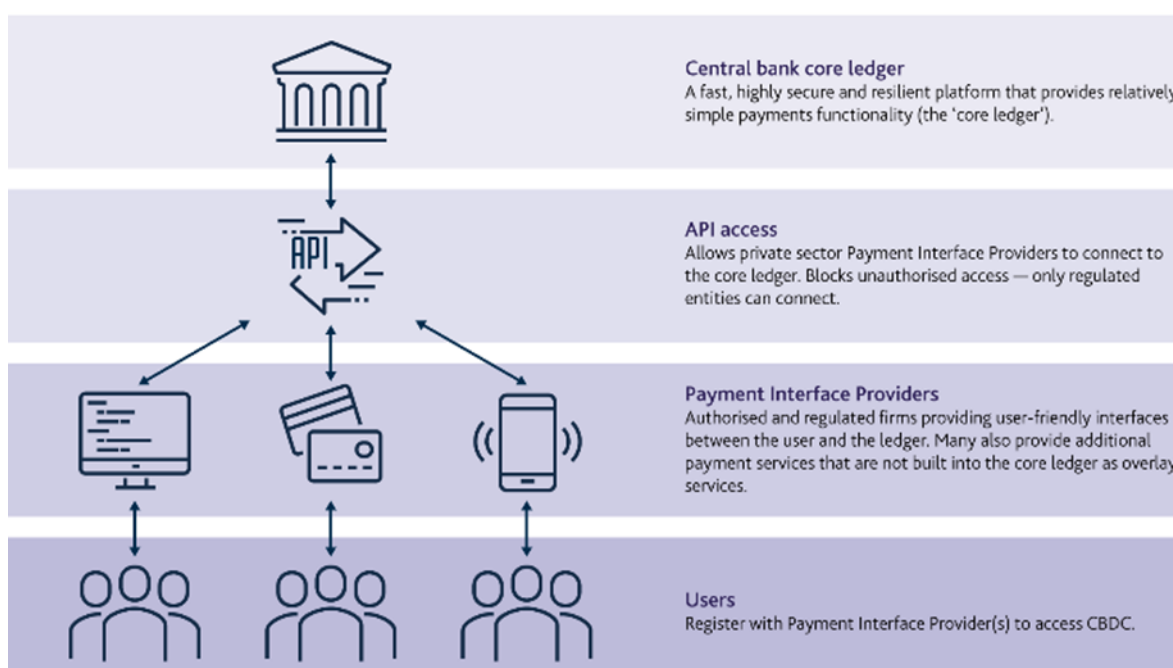 Central bank core ledger
A fast, highly secure and resilient platform that provides relatively
simple payments functionality (the ‘core ledger’).
API
API access
Allows private sector Payment Interface Providers to connect to
the core ledger. Blocks unauthorised access — only regulated
entities can connect.
Payment Interface Providers
Authorised and regulated firms providing user-friendly interfaces
between the user and the ledger. Many also provide additional
payment services that are not built into the core ledger as overlay
services.
Users
Register with Payment Interface Provider(s) to access CBDC.